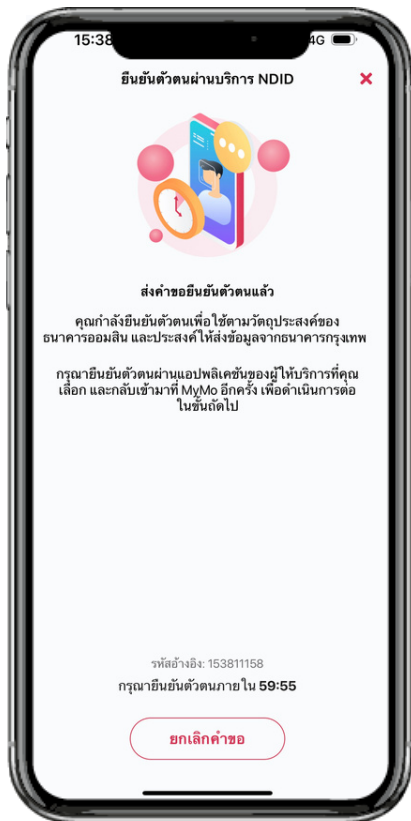 15:38
4G
ยืนยันตัวตนผ่านบริการ NDID
ส่งคำขอยืนยันตัวตนแล้ว
คุณกำลังยืนยันตัวตนเพื่อใช้ตามวัตถุประสงค์ของ
ธนาคารออมสิน และประสงค์ให้ส่งข้อมูลจากธนาคารกรุงเทพ
กรุณายืนยันตัวตนผ่านแอปพลิเคชันของผู้ให้บริการที่คุณ
เลือก และกลับเข้ามาที่ MyMo อีกครั้ง เพื่อดำเนินการต่อ
ในขั้นถัดไป
รหัสอ้างอิง: 153811158
กรุณายืนยันตัวตนภายใน 59:55
ยกเลิกคำขอ